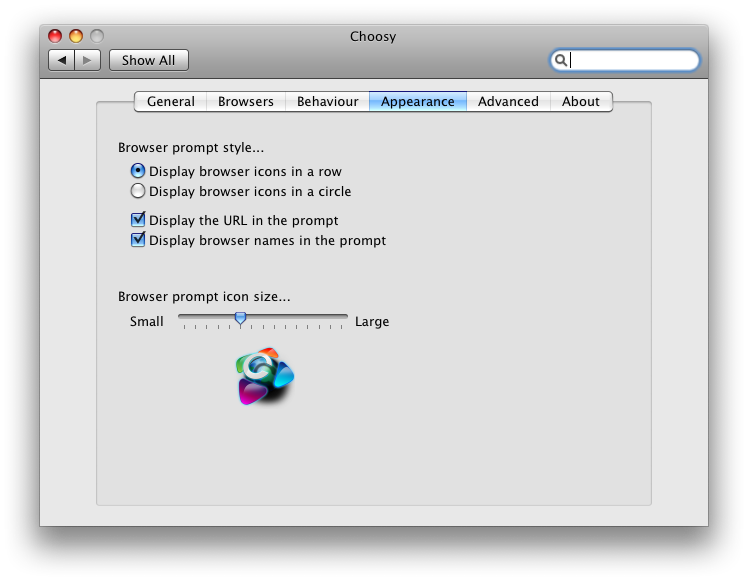 Choosy
Show All
General Browsers Behaviour Appearance Advanced About
Browser prompt style...
Display browser icons in a row
Display browser icons in a circle
Display the URL in the prompt
Display browser names in the prompt
Browser prompt icon size...
Small Large